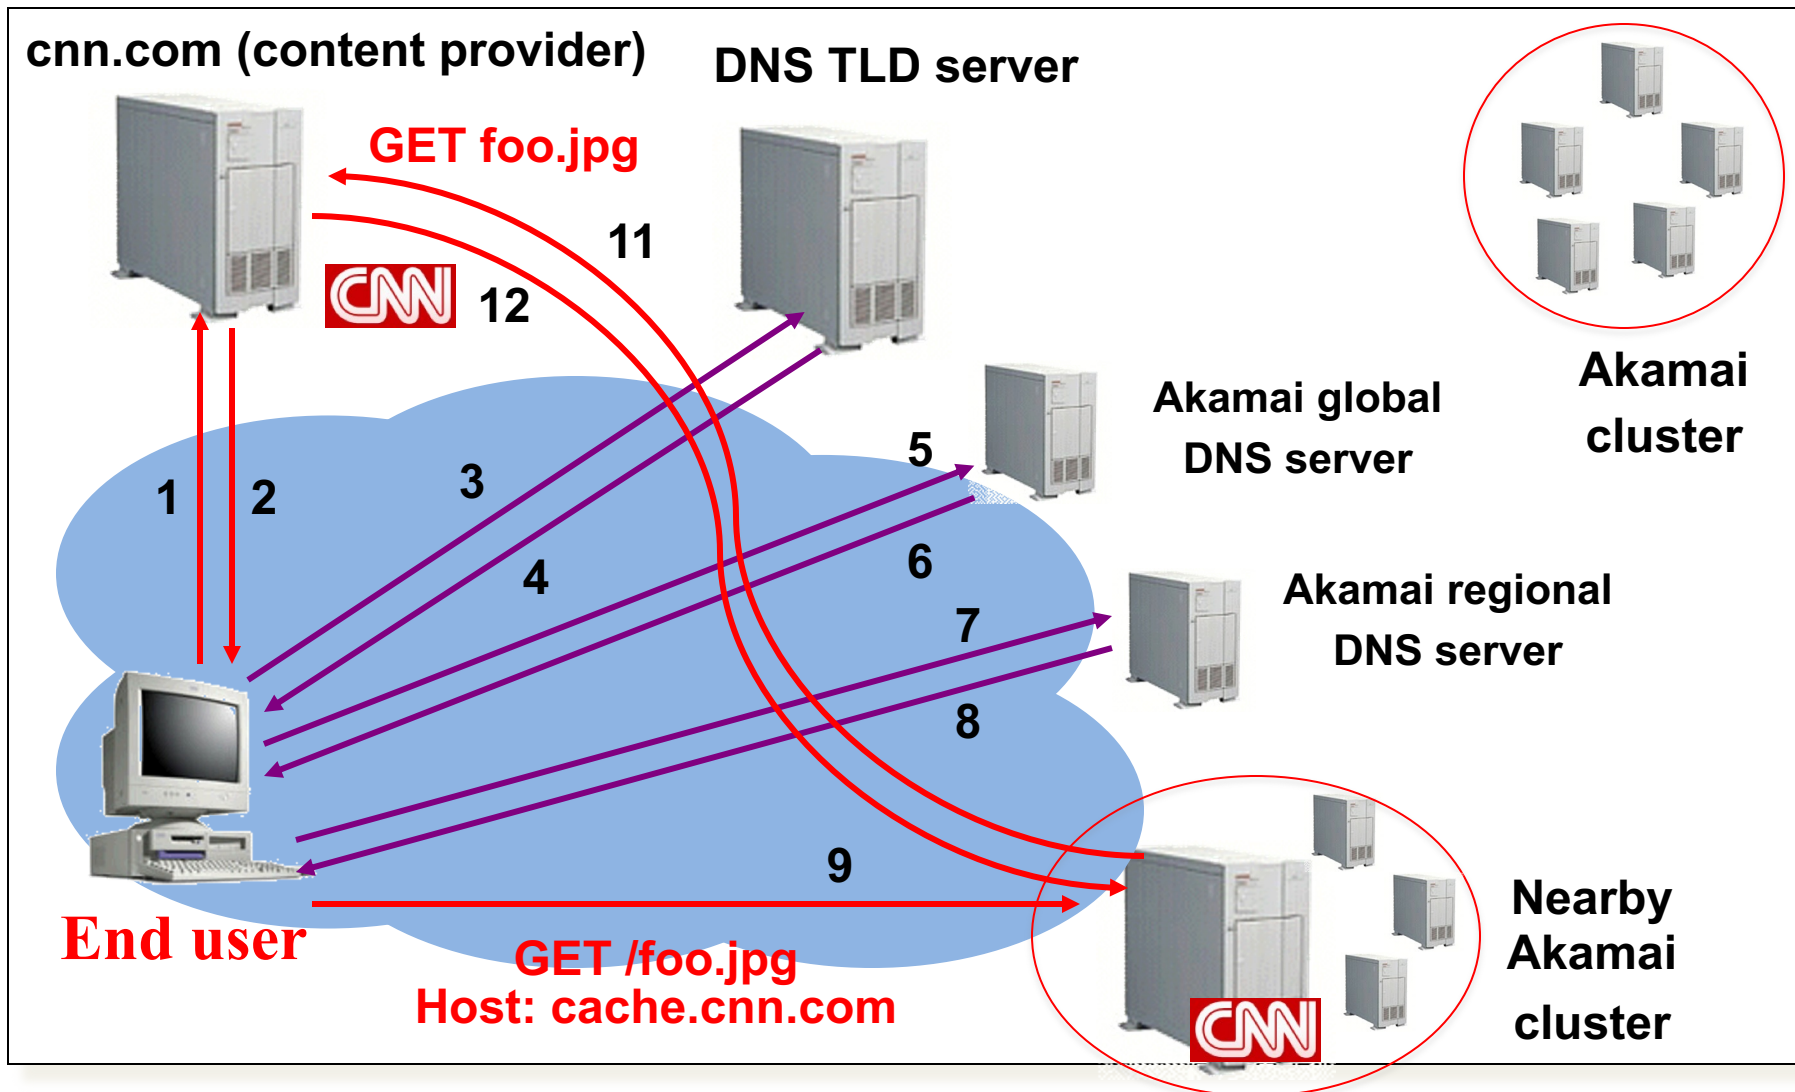 cnn.com (content provider)
DNS TLD server
GET foo.jpg
11
CNN
12
Akamai
cluster
Akamai global
DNS server
5
3
1
2
6
4
Akamai regional
DNS server
7
8
9
Nearby
Akamai
cluster
End user
GET /foo.jpg
Host: cache.cnn.com
CNN